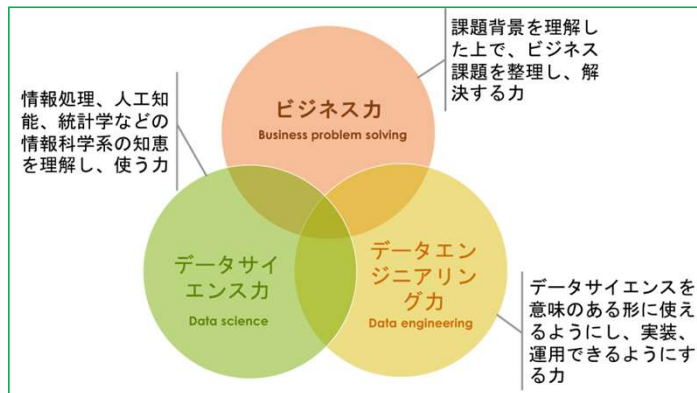 課題背景を理解し
た上で、ビジネス
課題を整理し、解
決する力
情報処理、人工知
能、統計学などの
情報科学系の知恵
を理解し、使う力
ビジネス力
Business problem solving
データサイ
エンス力
Data science
データエン
ジニアリン
グ力
Data engineering
データサイエンスを
意味のある形に使え
るようにし、実装、
運用できるようにす
る力